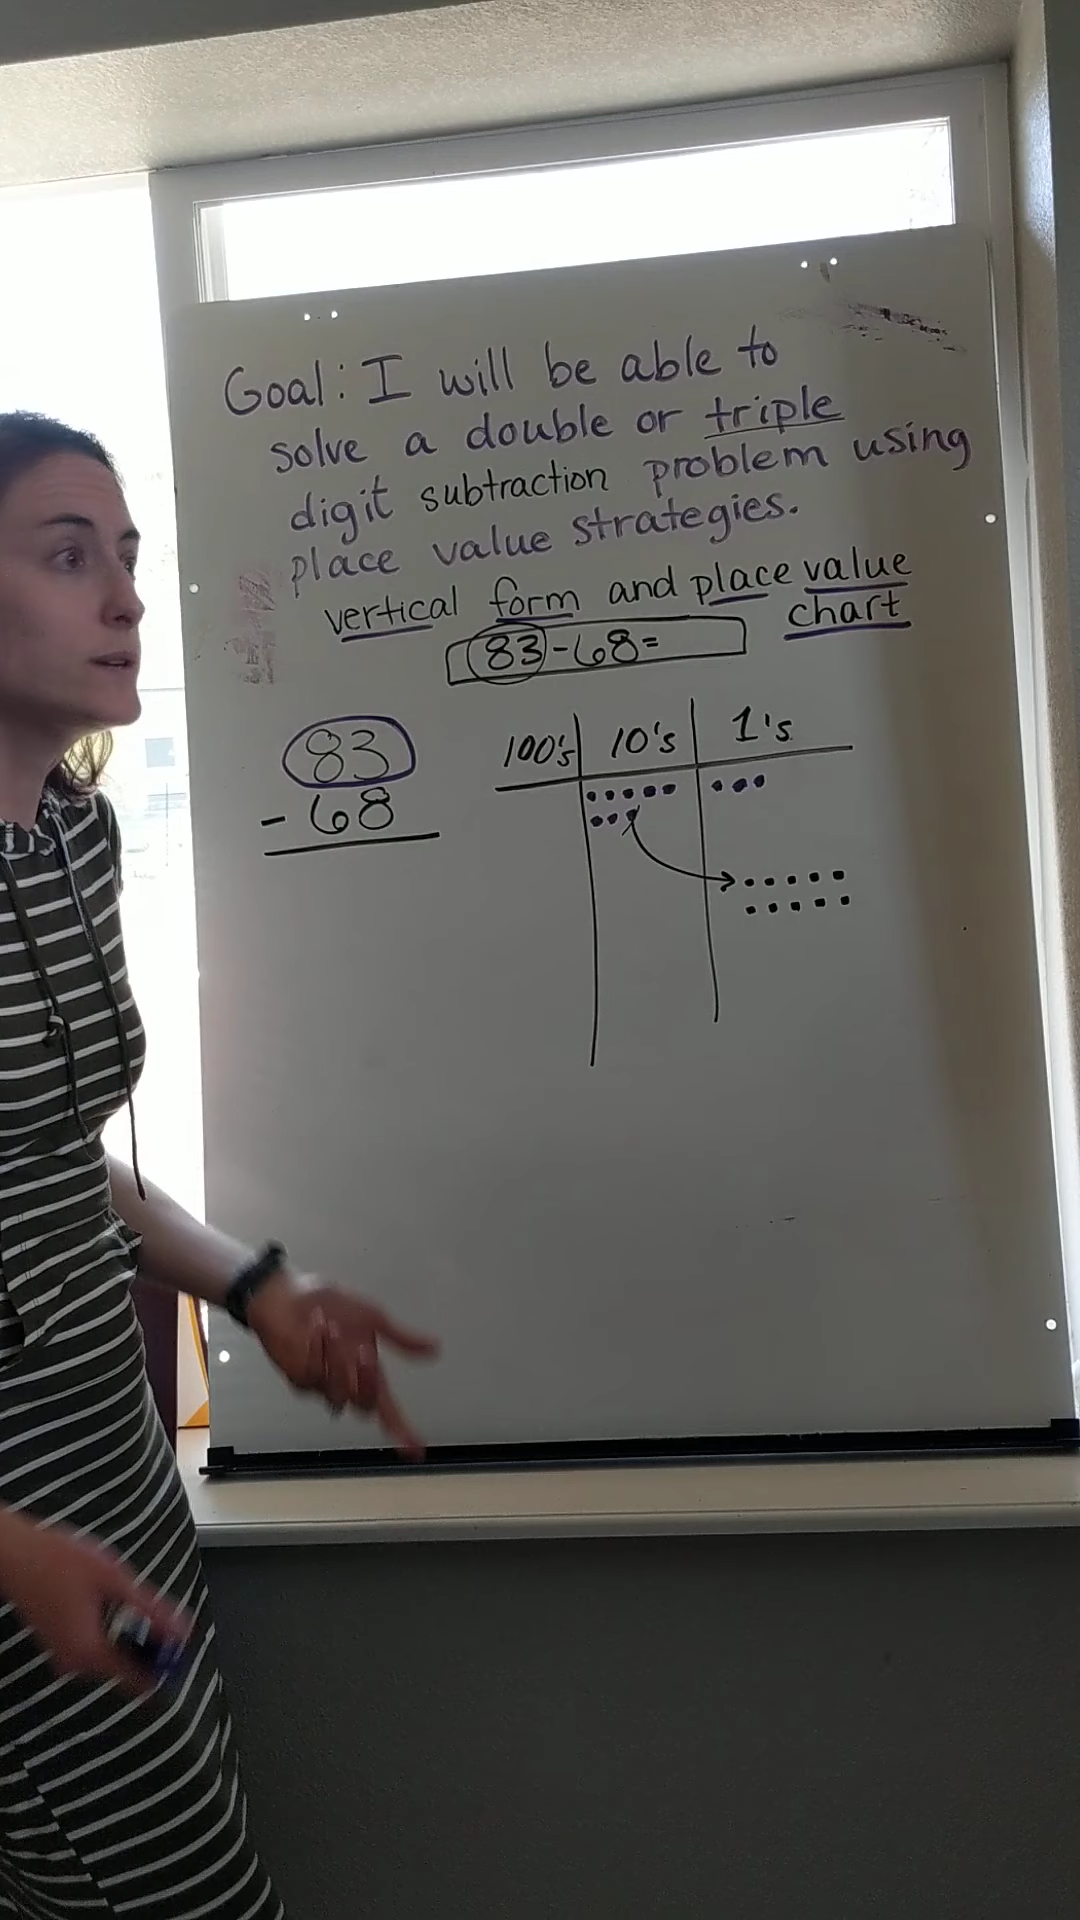 Goal: I will be able to
solve a double or triple
digit subtraction problem using
place value strategies.
vertical form and place value
chart
83-68=
83
- 68
100's 10's 1's